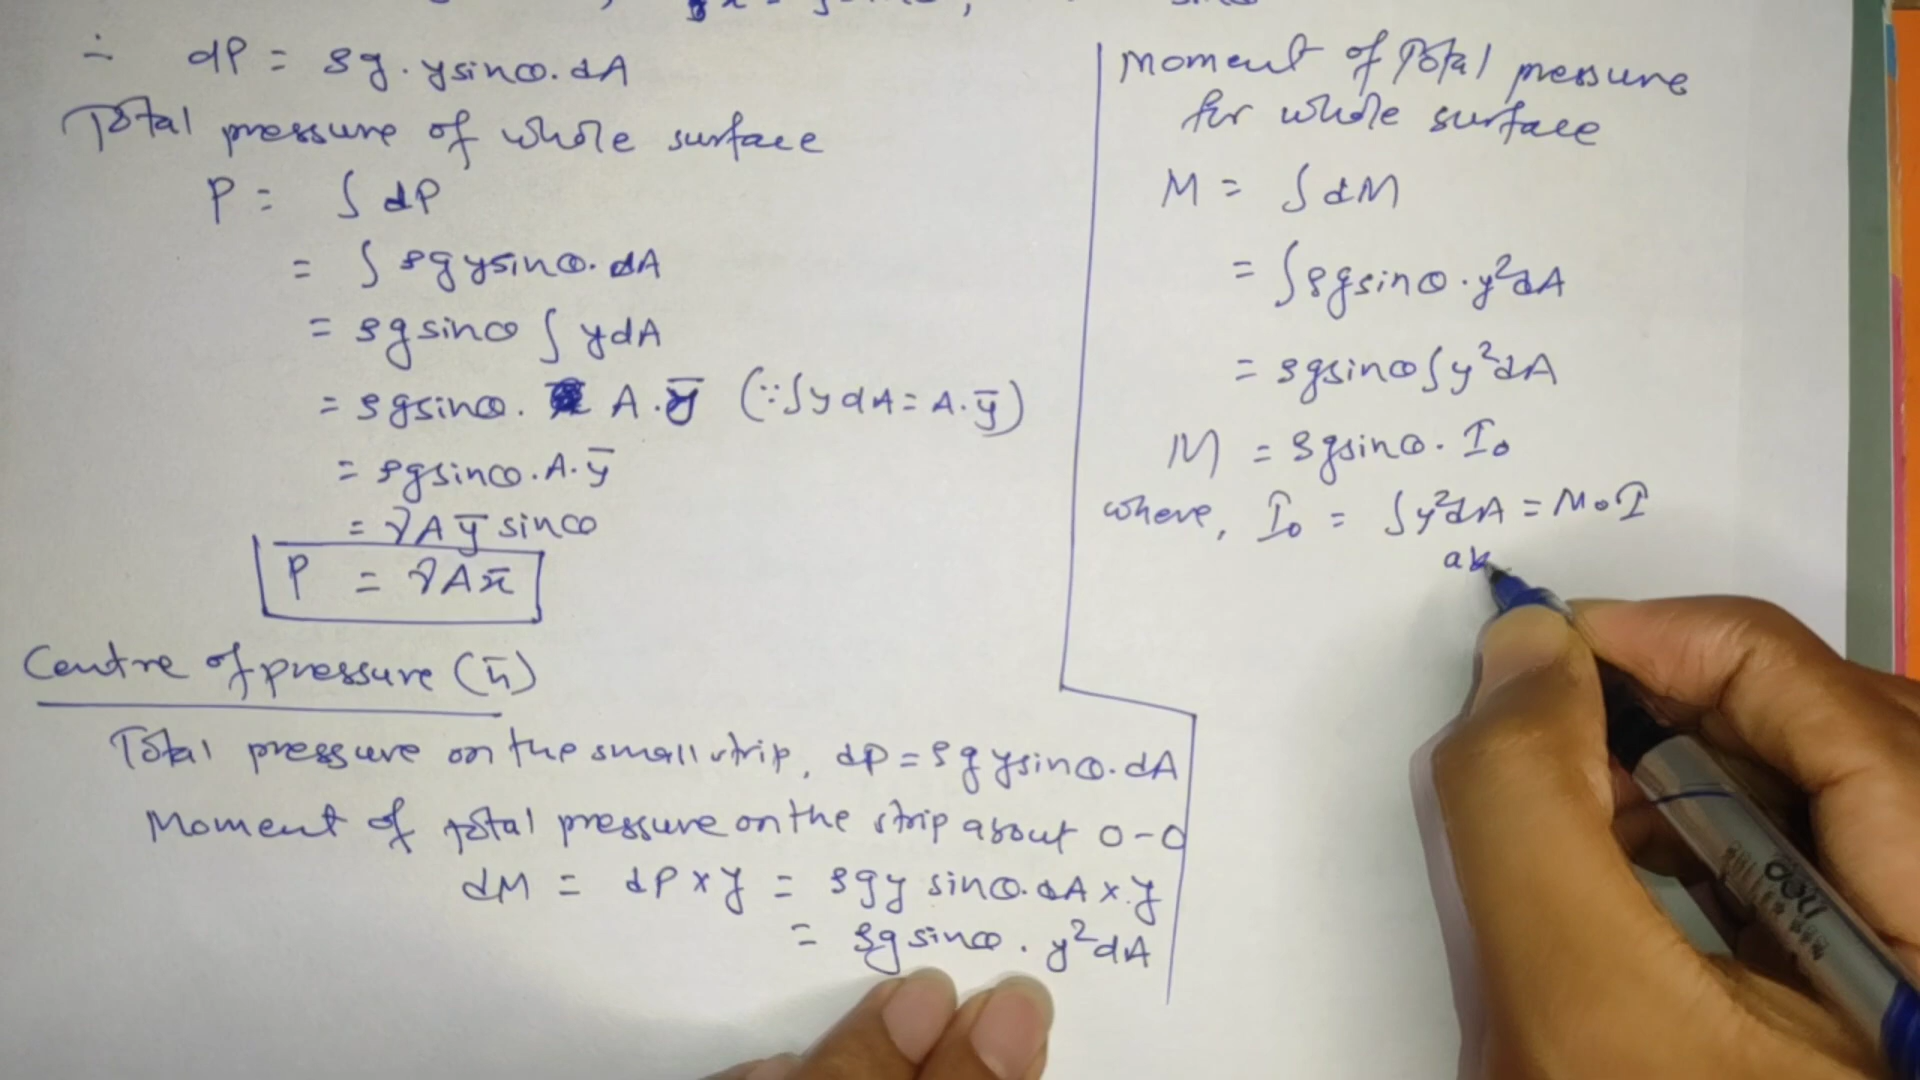 ∴ dP = ρg. y sinθ. dA
Total pressure of whole surface
P = ∫ dP
= ∫ ρg y sinθ. dA
= ρg sinθ ∫ y dA
= ρg sinθ. A . ȳ (∵ ∫ y dA = A. ȳ)
= ρg sinθ. A. ȳ
= γ A ȳ sinθ
P = γ A x̄
Centre of pressure (h̄)
Total pressure on the small strip, dP = ρg y sinθ. dA
Moment of total pressure on the strip about O-O
dM = dP × y = ρg y sinθ. dA × y
= ρg sinθ . y² dA
Moment of Total pressure
for whole surface
M = ∫ dM
= ∫ ρg sinθ . y² dA
= ρg sinθ ∫ y² dA
M = ρg sinθ . I₀
where, I₀ = ∫ y² dA = M₀I
deli